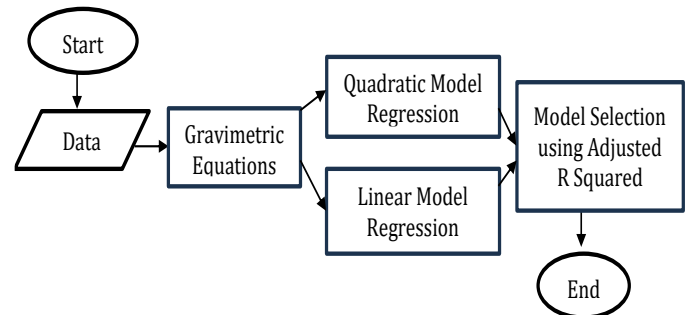 Start
Data
Gravimetric
Equations
Quadratic Model
Regression
Linear Model
Regression
Model Selection
using Adjusted
R Squared
End